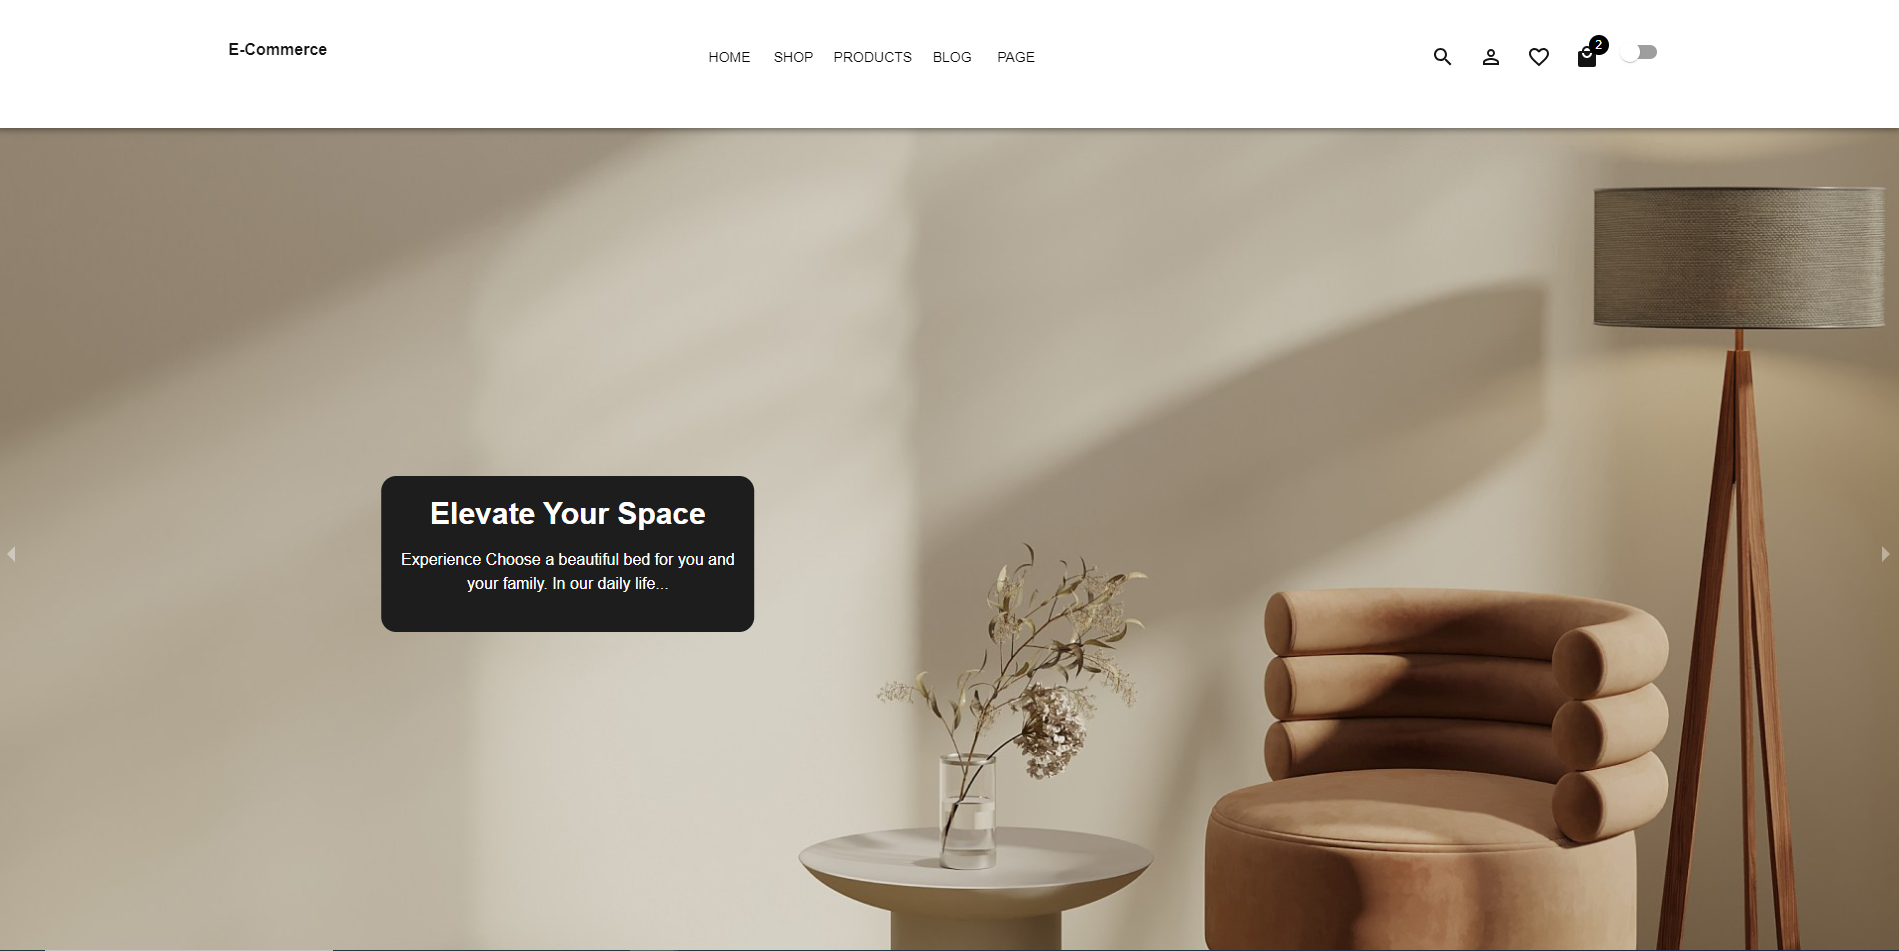 E-Commerce
HOME SHOP PRODUCTS BLOG PAGE
2
Elevate Your Space
Experience Choose a beautiful bed for you and
your family. In our daily life...